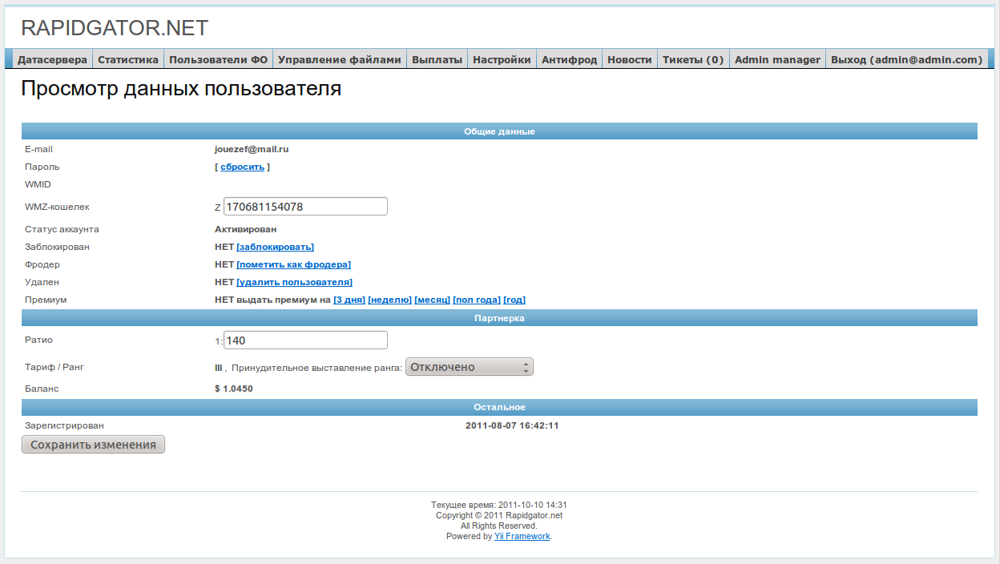 RAPIDGATOR.NET
Датасервера Статистика Пользователи ФО Управление файлами Выплаты Настройки Антифрод Новости Тикеты (0) Admin manager Выход (admin@admin.com)
Просмотр данных пользователя
Общие данные
E-mail jouezef@mail.ru
Пароль [ сбросить ]
WMID
WMZ-кошелек Z 170681154078
Статус аккаунта Активирован
Заблокирован НЕТ [заблокировать]
Фродер НЕТ [пометить как фродера]
Удален НЕТ [удалить пользователя]
Премиум НЕТ выдать премиум на [3 дня] [неделю] [месяц] [пол года] [год]
Партнерка
Ратио 1: 140
Тариф / Ранг III , Принудительное выставление ранга: Отключено
Баланс $ 1.0450
Остальное
Зарегистрирован 2011-08-07 16:42:11
Сохранить изменения
Текущее время: 2011-10-10 14:31
Copyright © 2011 Rapidgator.net
All Rights Reserved.
Powered by Yii Framework.